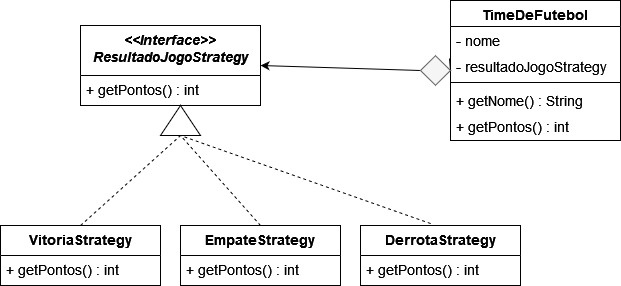 <<Interface>>
ResultadoJogoStrategy
+ getPontos() : int
TimeDeFutebol
- nome
- resultadoJogoStrategy
+ getNome() : String
+ getPontos() : int
VitoriaStrategy
+ getPontos() : int
EmpateStrategy
+ getPontos() : int
DerrotaStrategy
+ getPontos() : int